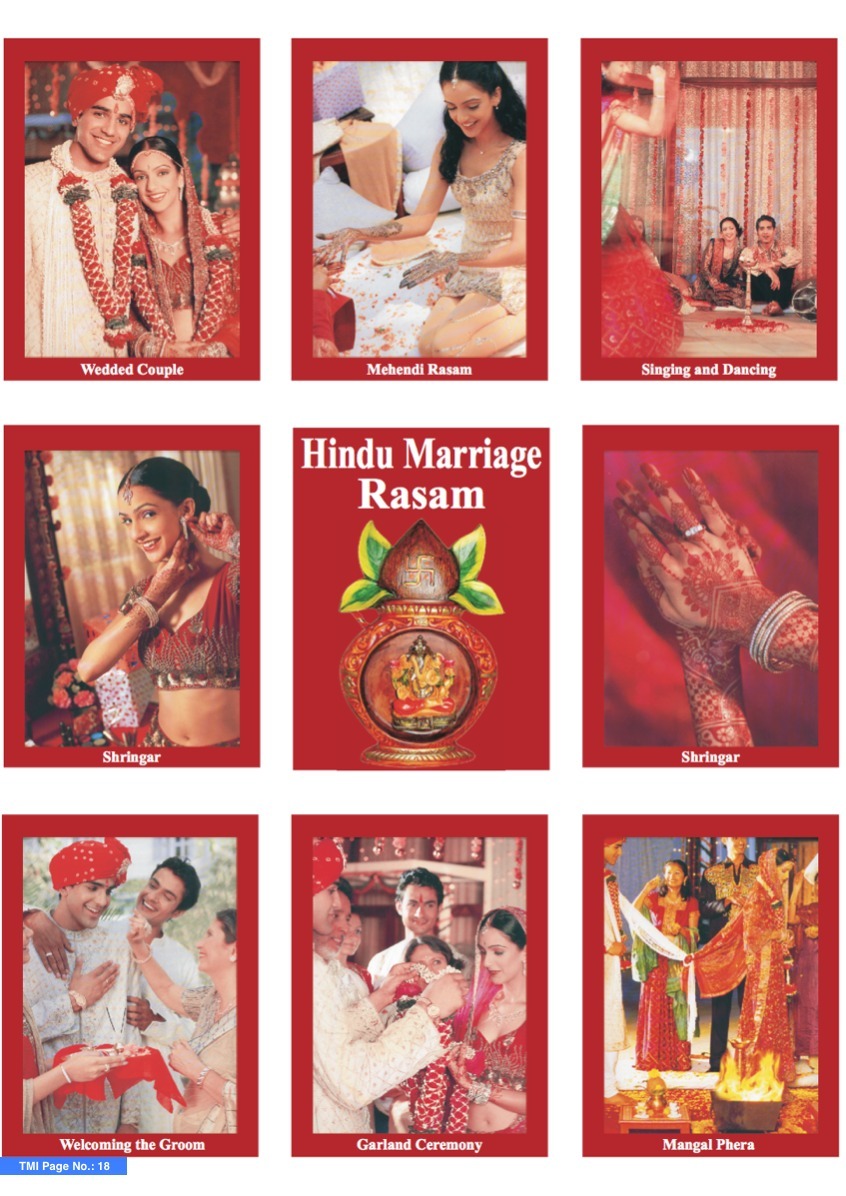 Wedded Couple
Mehendi Rasam
Singing and Dancing
Shringar
Hindu Marriage
Rasam
Shringar
Welcoming the Groom
Garland Ceremony
Mangal Phera
TMI Page No.: 18